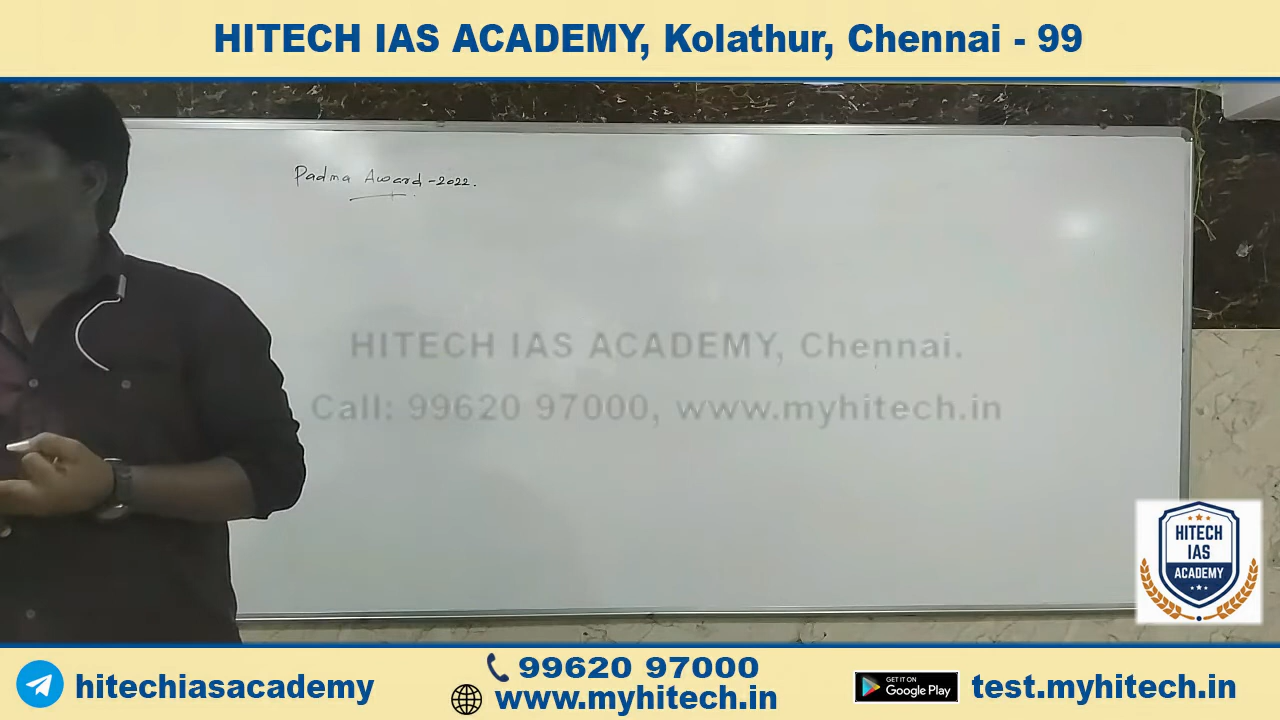 HITECH IAS ACADEMY, Kolathur, Chennai - 99
Padma Award -2022.
HITECH IAS ACADEMY, Chennai.
Call: 99620 97000, www.myhitech.in
HITECH
IAS
ACADEMY
hitechiasacademy
99620 97000
www.myhitech.in
GET IT ON
Google Play
test.myhitech.in